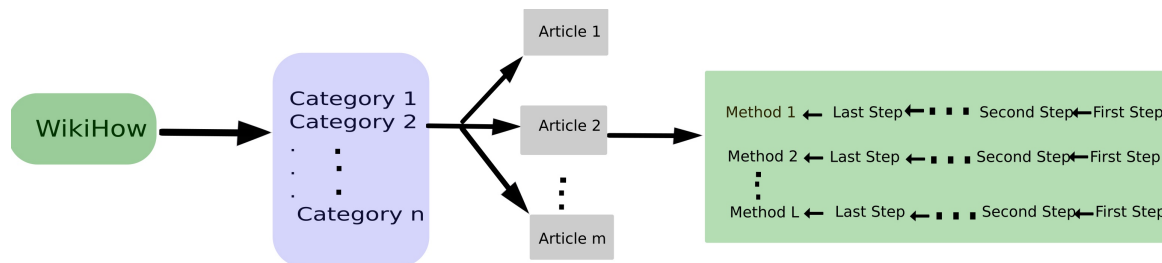 WikiHow
Category 1
Category 2
Category n
Article 1
Article 2
Article m
Method 1 Last Step Second Step First Step
Method 2 Last Step Second Step First Step
Method L Last Step Second Step First Step